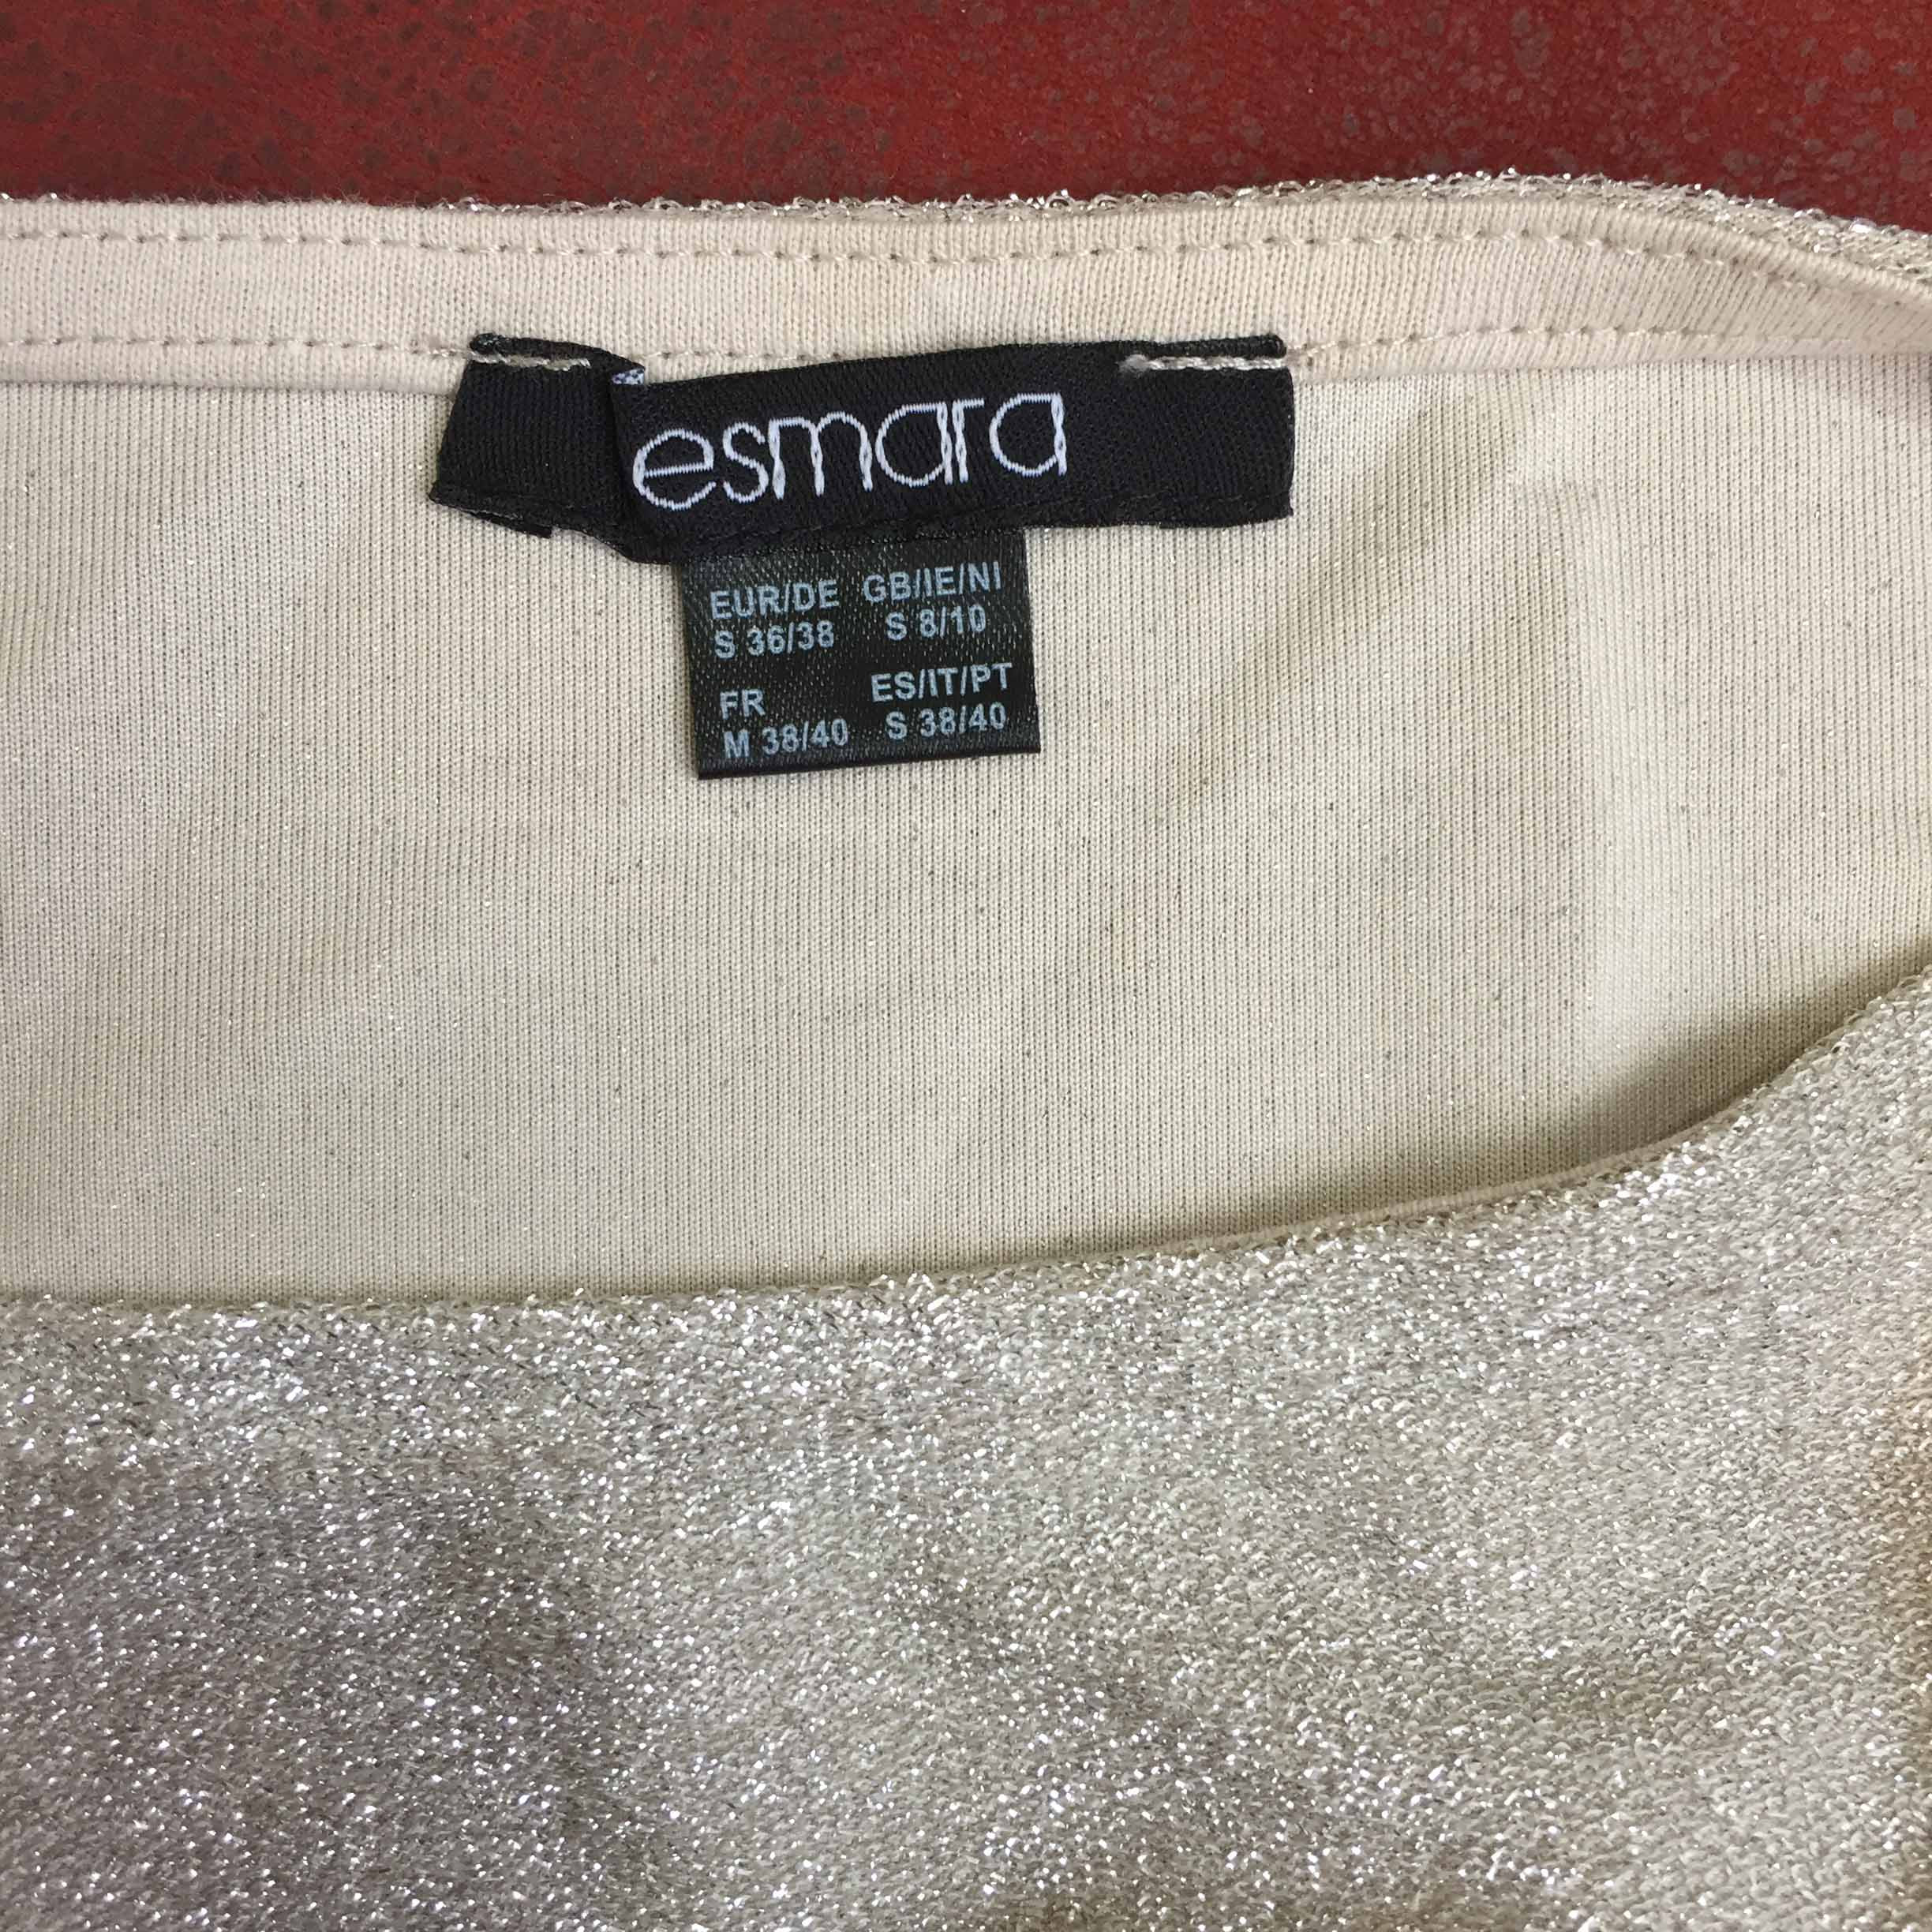 esmara
EUR/DE GB/IE/NI
S 36/38 S 8/10
FR ES/IT/PT
M 38/40 S 38/40